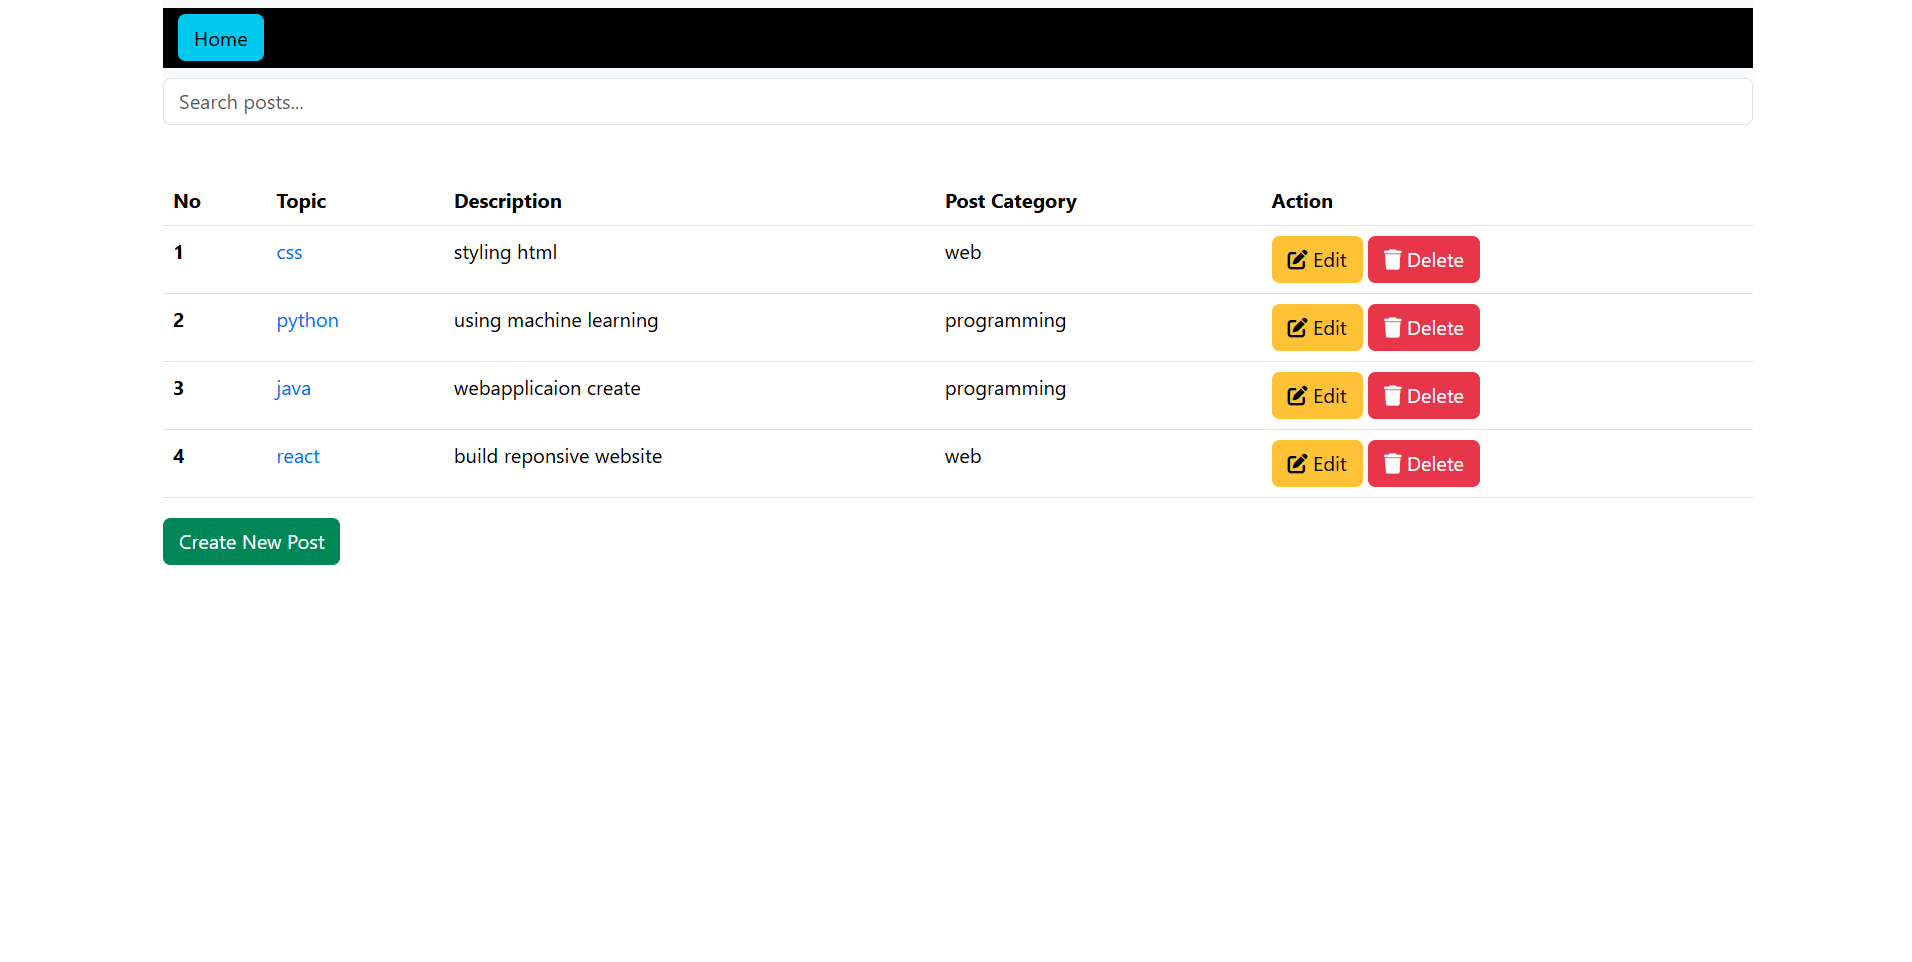 Home
Search posts...
No Topic Description Post Category Action
1 css styling html web Edit Delete
2 python using machine learning programming Edit Delete
3 java webapplicaion create programming Edit Delete
4 react build reponsive website web Edit Delete
Create New Post